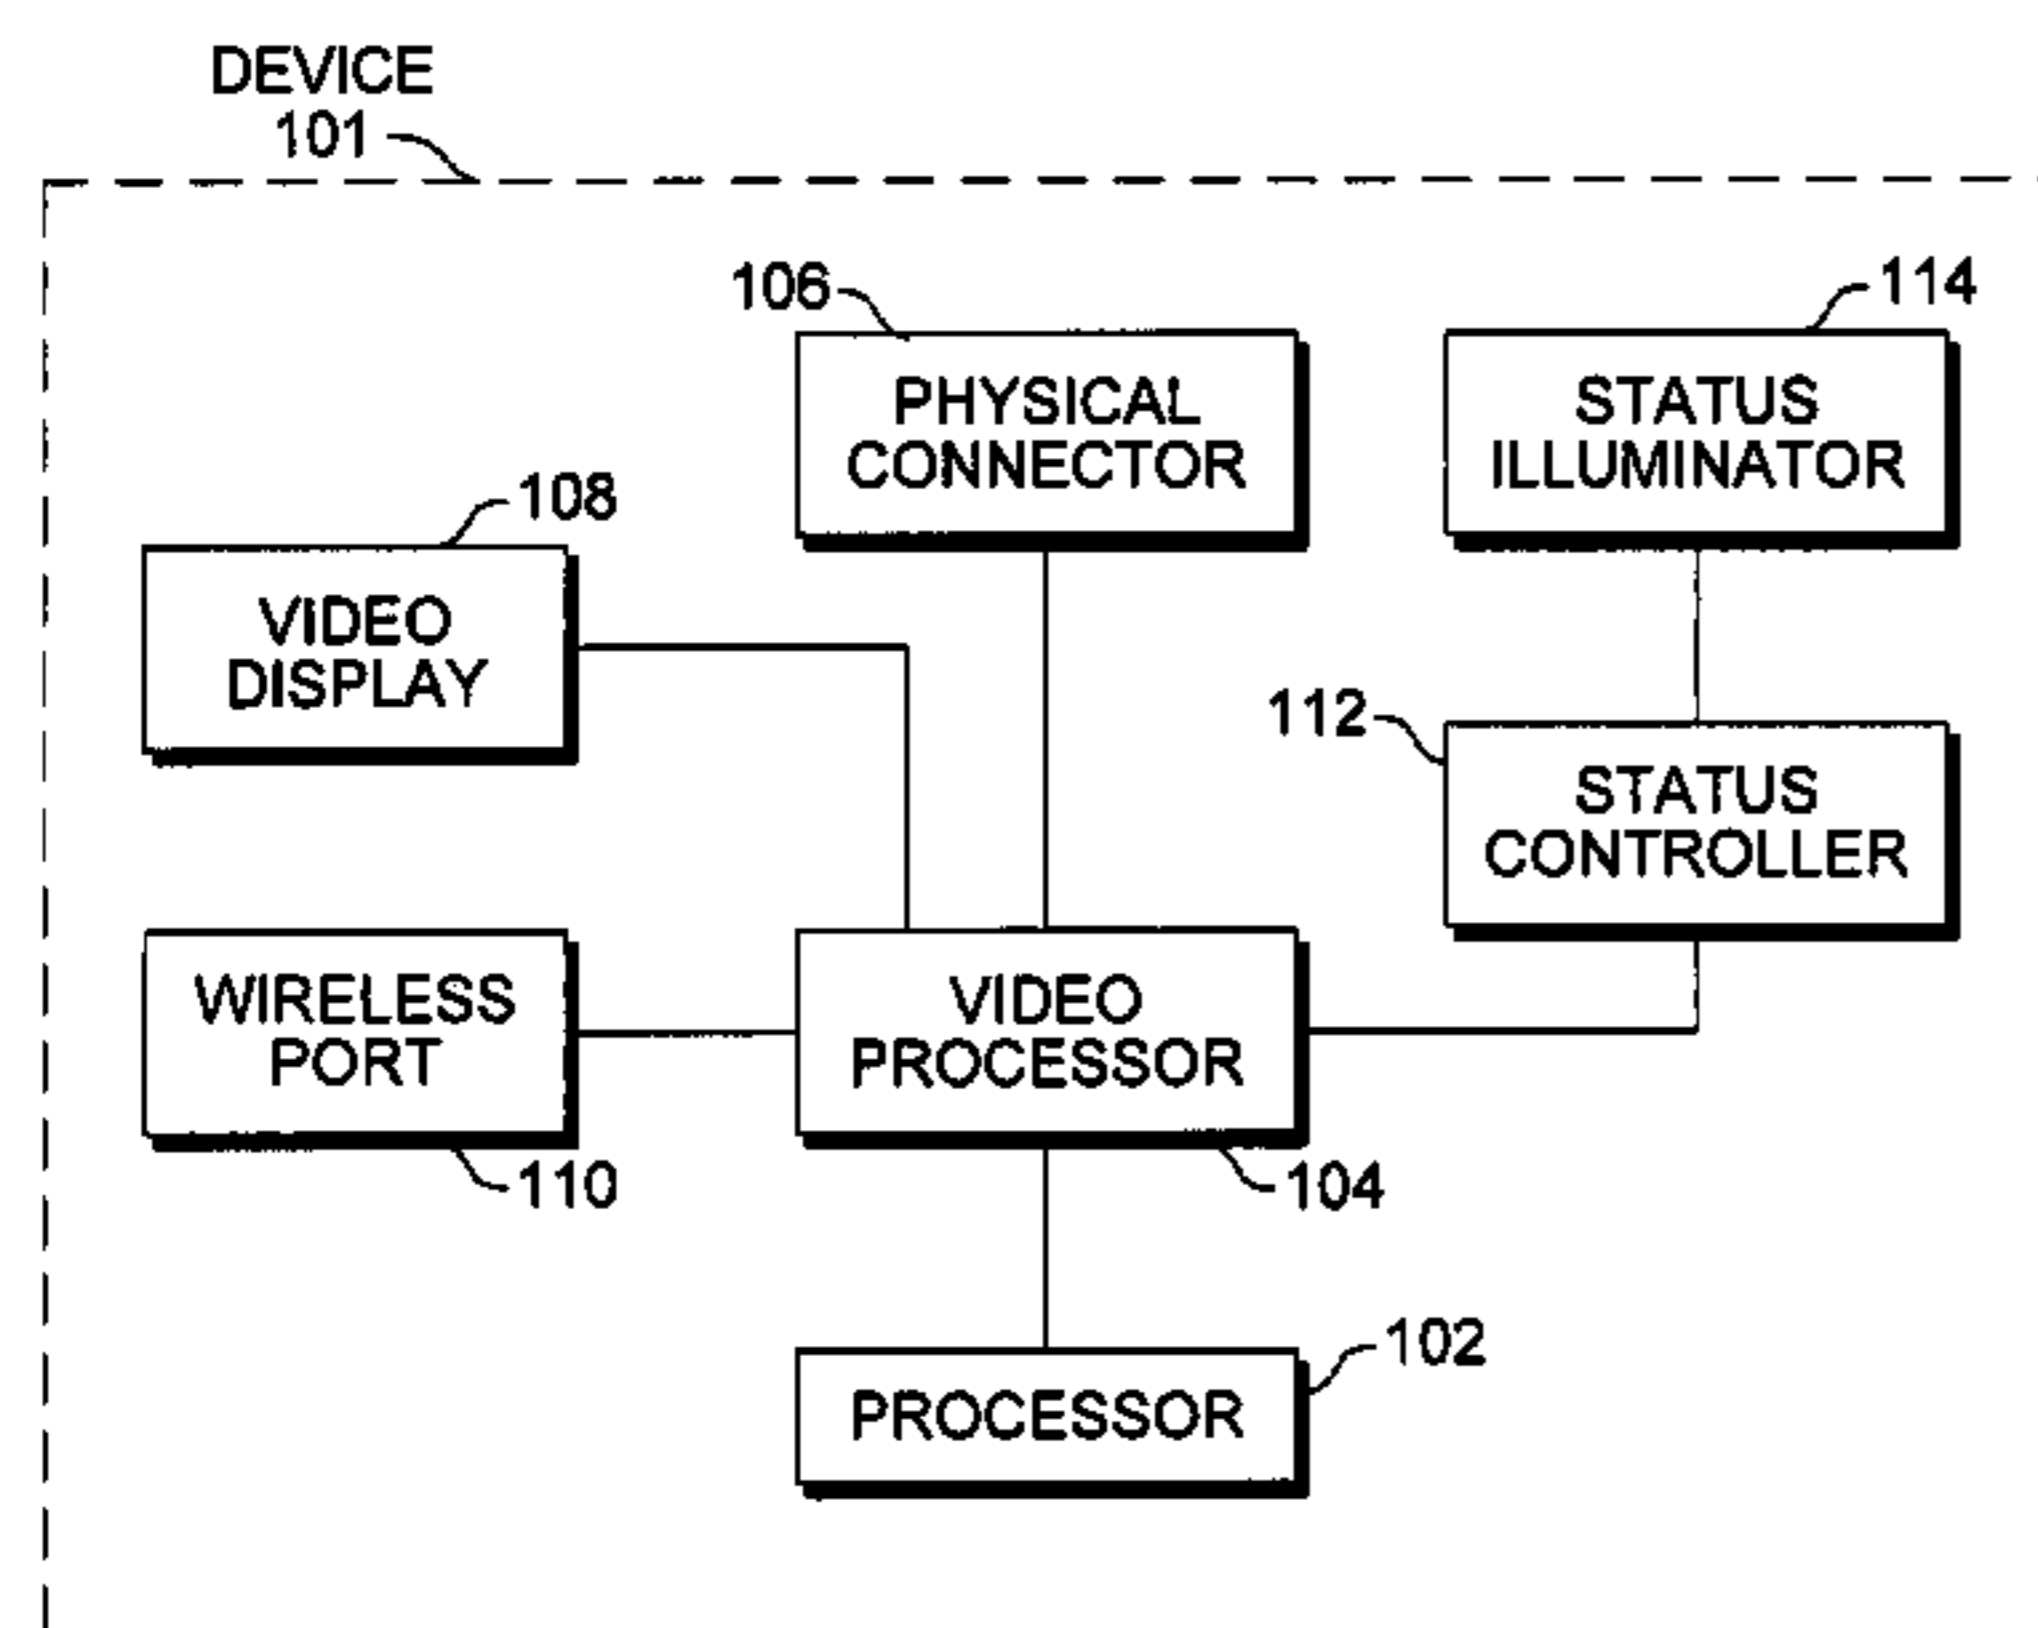 DEVICE
101
106
114
PHYSICAL
CONNECTOR
STATUS
ILLUMINATOR
108
VIDEO
DISPLAY
112
STATUS
CONTROLLER
WIRELESS
PORT
VIDEO
PROCESSOR
110
104
102
PROCESSOR